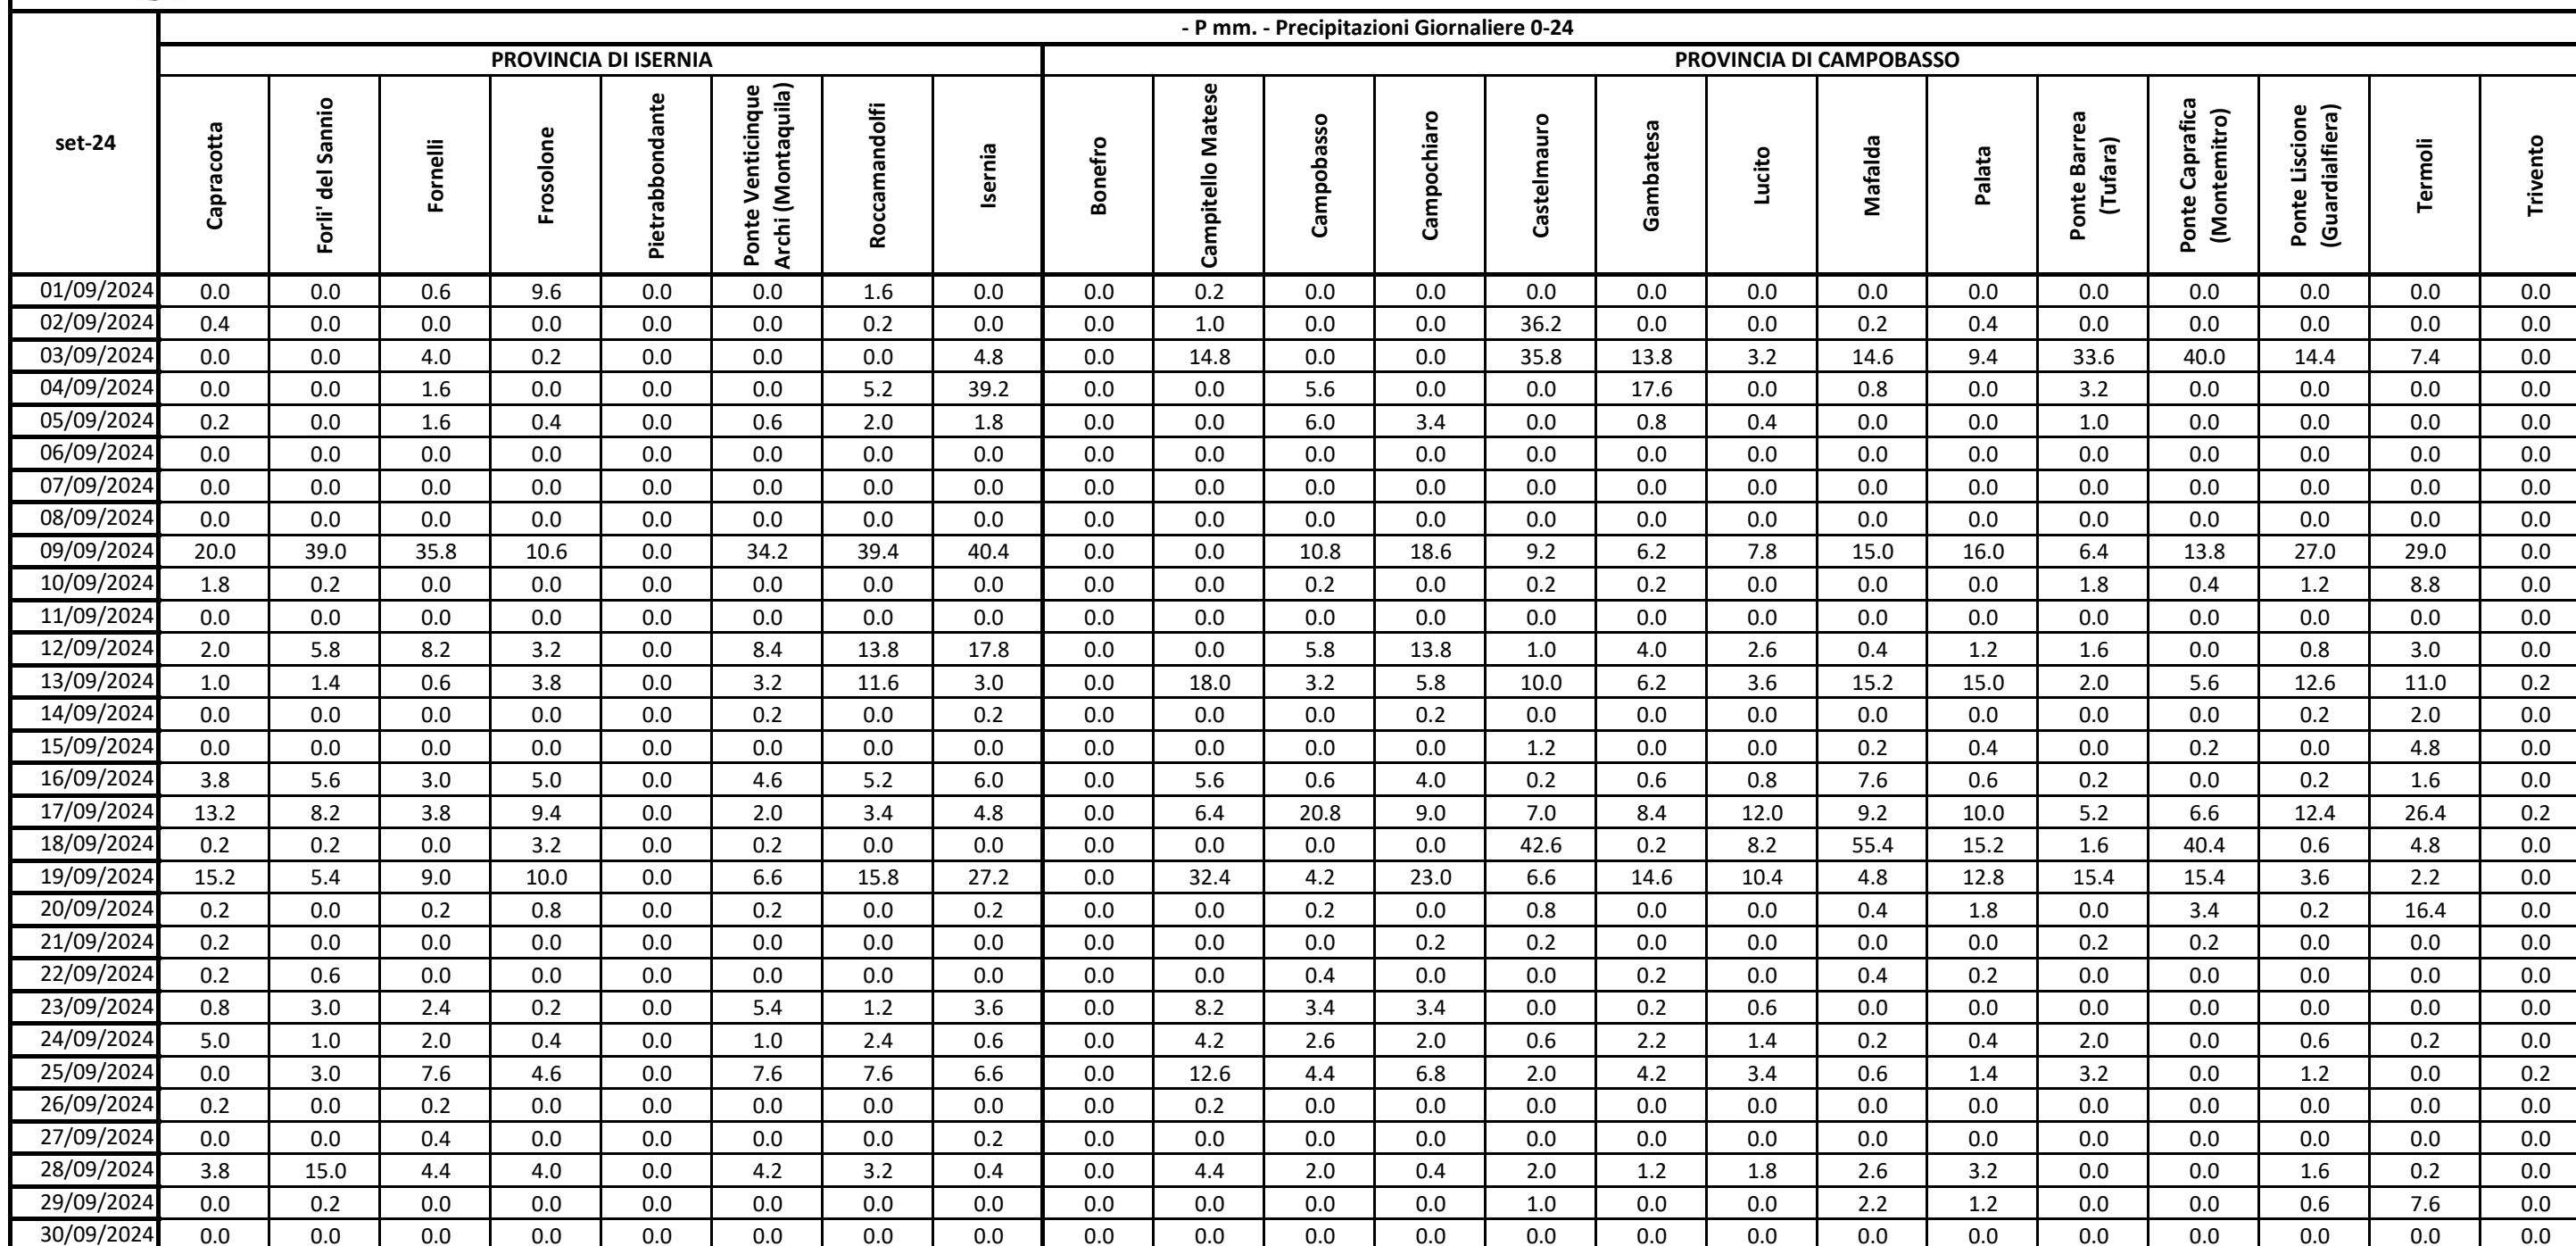 - P mm. - Precipitazioni Giornaliere 0-24
PROVINCIA DI ISERNIA PROVINCIA DI CAMPOBASSO
set-24 Capracotta Forli' del Sannio Fornelli Frosolone Pietrabbondante Ponte Venticinque Archi (Montaquila) Roccamandolfi Isernia Bonefro Campitello Matese Campobasso Campochiaro Castelmauro Gambatesa Lucito Mafalda Palata Ponte Barrea (Tufara) Ponte Caprafica (Montemitro) Ponte Liscione (Guardialfiera) Termoli Trivento
01/09/2024 0.0 0.0 0.6 9.6 0.0 0.0 1.6 0.0 0.0 0.2 0.0 0.0 0.0 0.0 0.0 0.0 0.0 0.0 0.0 0.0 0.0 0.0
02/09/2024 0.4 0.0 0.0 0.0 0.0 0.0 0.2 0.0 0.0 1.0 0.0 0.0 36.2 0.0 0.0 0.2 0.4 0.0 0.0 0.0 0.0 0.0
03/09/2024 0.0 0.0 4.0 0.2 0.0 0.0 0.0 4.8 0.0 14.8 0.0 0.0 35.8 13.8 3.2 14.6 9.4 33.6 40.0 14.4 7.4 0.0
04/09/2024 0.0 0.0 1.6 0.0 0.0 0.0 5.2 39.2 0.0 0.0 5.6 0.0 0.0 17.6 0.0 0.8 0.0 3.2 0.0 0.0 0.0 0.0
05/09/2024 0.2 0.0 1.6 0.4 0.0 0.6 2.0 1.8 0.0 0.0 6.0 3.4 0.0 0.8 0.4 0.0 0.0 1.0 0.0 0.0 0.0 0.0
06/09/2024 0.0 0.0 0.0 0.0 0.0 0.0 0.0 0.0 0.0 0.0 0.0 0.0 0.0 0.0 0.0 0.0 0.0 0.0 0.0 0.0 0.0 0.0
07/09/2024 0.0 0.0 0.0 0.0 0.0 0.0 0.0 0.0 0.0 0.0 0.0 0.0 0.0 0.0 0.0 0.0 0.0 0.0 0.0 0.0 0.0 0.0
08/09/2024 0.0 0.0 0.0 0.0 0.0 0.0 0.0 0.0 0.0 0.0 0.0 0.0 0.0 0.0 0.0 0.0 0.0 0.0 0.0 0.0 0.0 0.0
09/09/2024 20.0 39.0 35.8 10.6 0.0 34.2 39.4 40.4 0.0 0.0 10.8 18.6 9.2 6.2 7.8 15.0 16.0 6.4 13.8 27.0 29.0 0.0
10/09/2024 1.8 0.2 0.0 0.0 0.0 0.0 0.0 0.0 0.0 0.0 0.2 0.0 0.2 0.2 0.0 0.0 0.0 1.8 0.4 1.2 8.8 0.0
11/09/2024 0.0 0.0 0.0 0.0 0.0 0.0 0.0 0.0 0.0 0.0 0.0 0.0 0.0 0.0 0.0 0.0 0.0 0.0 0.0 0.0 0.0 0.0
12/09/2024 2.0 5.8 8.2 3.2 0.0 8.4 13.8 17.8 0.0 0.0 5.8 13.8 1.0 4.0 2.6 0.4 1.2 1.6 0.0 0.8 3.0 0.0
13/09/2024 1.0 1.4 0.6 3.8 0.0 3.2 11.6 3.0 0.0 18.0 3.2 5.8 10.0 6.2 3.6 15.2 15.0 2.0 5.6 12.6 11.0 0.2
14/09/2024 0.0 0.0 0.0 0.0 0.0 0.2 0.0 0.2 0.0 0.0 0.0 0.2 0.0 0.0 0.0 0.0 0.0 0.0 0.0 0.2 2.0 0.0
15/09/2024 0.0 0.0 0.0 0.0 0.0 0.0 0.0 0.0 0.0 0.0 0.0 0.0 1.2 0.0 0.0 0.2 0.4 0.0 0.2 0.0 4.8 0.0
16/09/2024 3.8 5.6 3.0 5.0 0.0 4.6 5.2 6.0 0.0 5.6 0.6 4.0 0.2 0.6 0.8 7.6 0.6 0.2 0.0 0.2 1.6 0.0
17/09/2024 13.2 8.2 3.8 9.4 0.0 2.0 3.4 4.8 0.0 6.4 20.8 9.0 7.0 8.4 12.0 9.2 10.0 5.2 6.6 12.4 26.4 0.2
18/09/2024 0.2 0.2 0.0 3.2 0.0 0.2 0.0 0.0 0.0 0.0 0.0 0.0 42.6 0.2 8.2 55.4 15.2 1.6 40.4 0.6 4.8 0.0
19/09/2024 15.2 5.4 9.0 10.0 0.0 6.6 15.8 27.2 0.0 32.4 4.2 23.0 6.6 14.6 10.4 4.8 12.8 15.4 15.4 3.6 2.2 0.0
20/09/2024 0.2 0.0 0.2 0.8 0.0 0.2 0.0 0.2 0.0 0.0 0.2 0.0 0.8 0.0 0.0 0.4 1.8 0.0 3.4 0.2 16.4 0.0
21/09/2024 0.2 0.0 0.0 0.0 0.0 0.0 0.0 0.0 0.0 0.0 0.0 0.2 0.2 0.0 0.0 0.0 0.0 0.2 0.2 0.0 0.0 0.0
22/09/2024 0.2 0.6 0.0 0.0 0.0 0.0 0.0 0.0 0.0 0.0 0.4 0.0 0.0 0.2 0.0 0.4 0.2 0.0 0.0 0.0 0.0 0.0
23/09/2024 0.8 3.0 2.4 0.2 0.0 5.4 1.2 3.6 0.0 8.2 3.4 3.4 0.0 0.2 0.6 0.0 0.0 0.0 0.0 0.0 0.0 0.0
24/09/2024 5.0 1.0 2.0 0.4 0.0 1.0 2.4 0.6 0.0 4.2 2.6 2.0 0.6 2.2 1.4 0.2 0.4 2.0 0.0 0.6 0.2 0.0
25/09/2024 0.0 3.0 7.6 4.6 0.0 7.6 7.6 6.6 0.0 12.6 4.4 6.8 2.0 4.2 3.4 0.6 1.4 3.2 0.0 1.2 0.0 0.2
26/09/2024 0.2 0.0 0.2 0.0 0.0 0.0 0.0 0.0 0.0 0.2 0.0 0.0 0.0 0.0 0.0 0.0 0.0 0.0 0.0 0.0 0.0 0.0
27/09/2024 0.0 0.0 0.4 0.0 0.0 0.0 0.0 0.2 0.0 0.0 0.0 0.0 0.0 0.0 0.0 0.0 0.0 0.0 0.0 0.0 0.0 0.0
28/09/2024 3.8 15.0 4.4 4.0 0.0 4.2 3.2 0.4 0.0 4.4 2.0 0.4 2.0 1.2 1.8 2.6 3.2 0.0 0.0 1.6 0.2 0.0
29/09/2024 0.0 0.2 0.0 0.0 0.0 0.0 0.0 0.0 0.0 0.0 0.0 0.0 1.0 0.0 0.0 2.2 1.2 0.0 0.0 0.6 7.6 0.0
30/09/2024 0.0 0.0 0.0 0.0 0.0 0.0 0.0 0.0 0.0 0.0 0.0 0.0 0.0 0.0 0.0 0.0 0.0 0.0 0.0 0.0 0.0 0.0